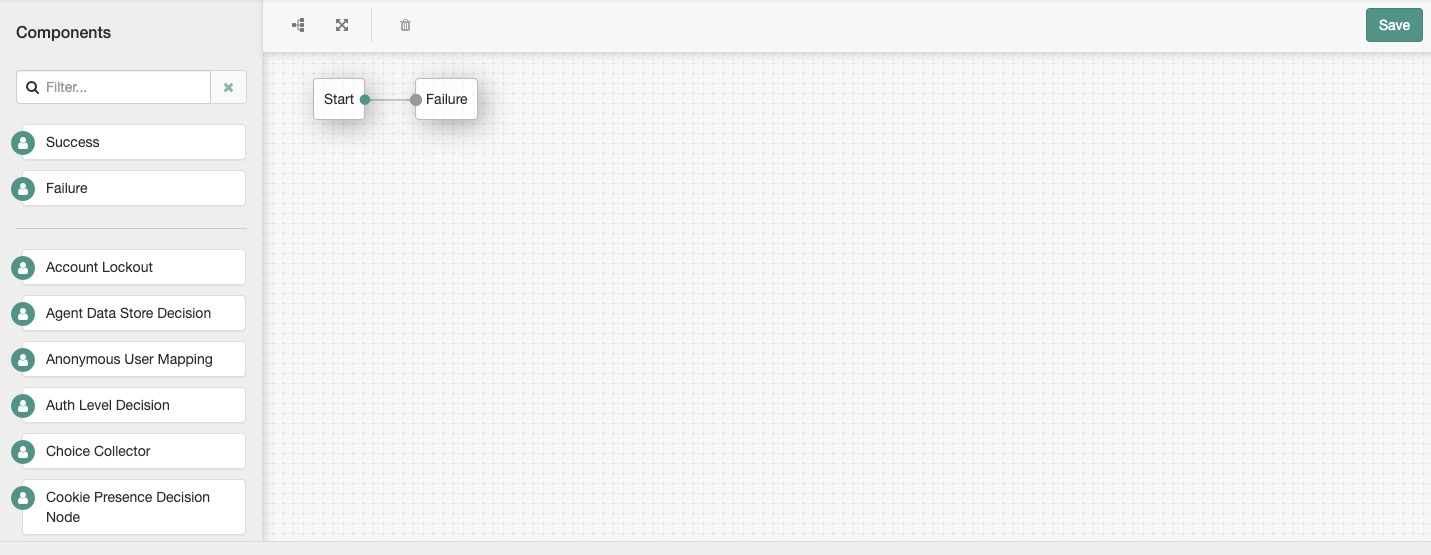 Components
Save
Filter...
Start
Failure
Success
Failure
Account Lockout
Agent Data Store Decision
Anonymous User Mapping
Auth Level Decision
Choice Collector
Cookie Presence Decision
Node